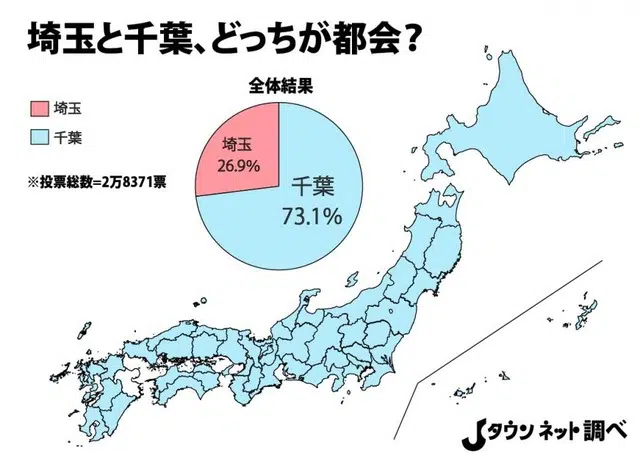 埼玉と千葉、どっちが都会？
全体結果
埼玉
千葉
※投票総数=2万8371票
埼玉
26.9%
千葉
73.1%
Jタウンネット調べ